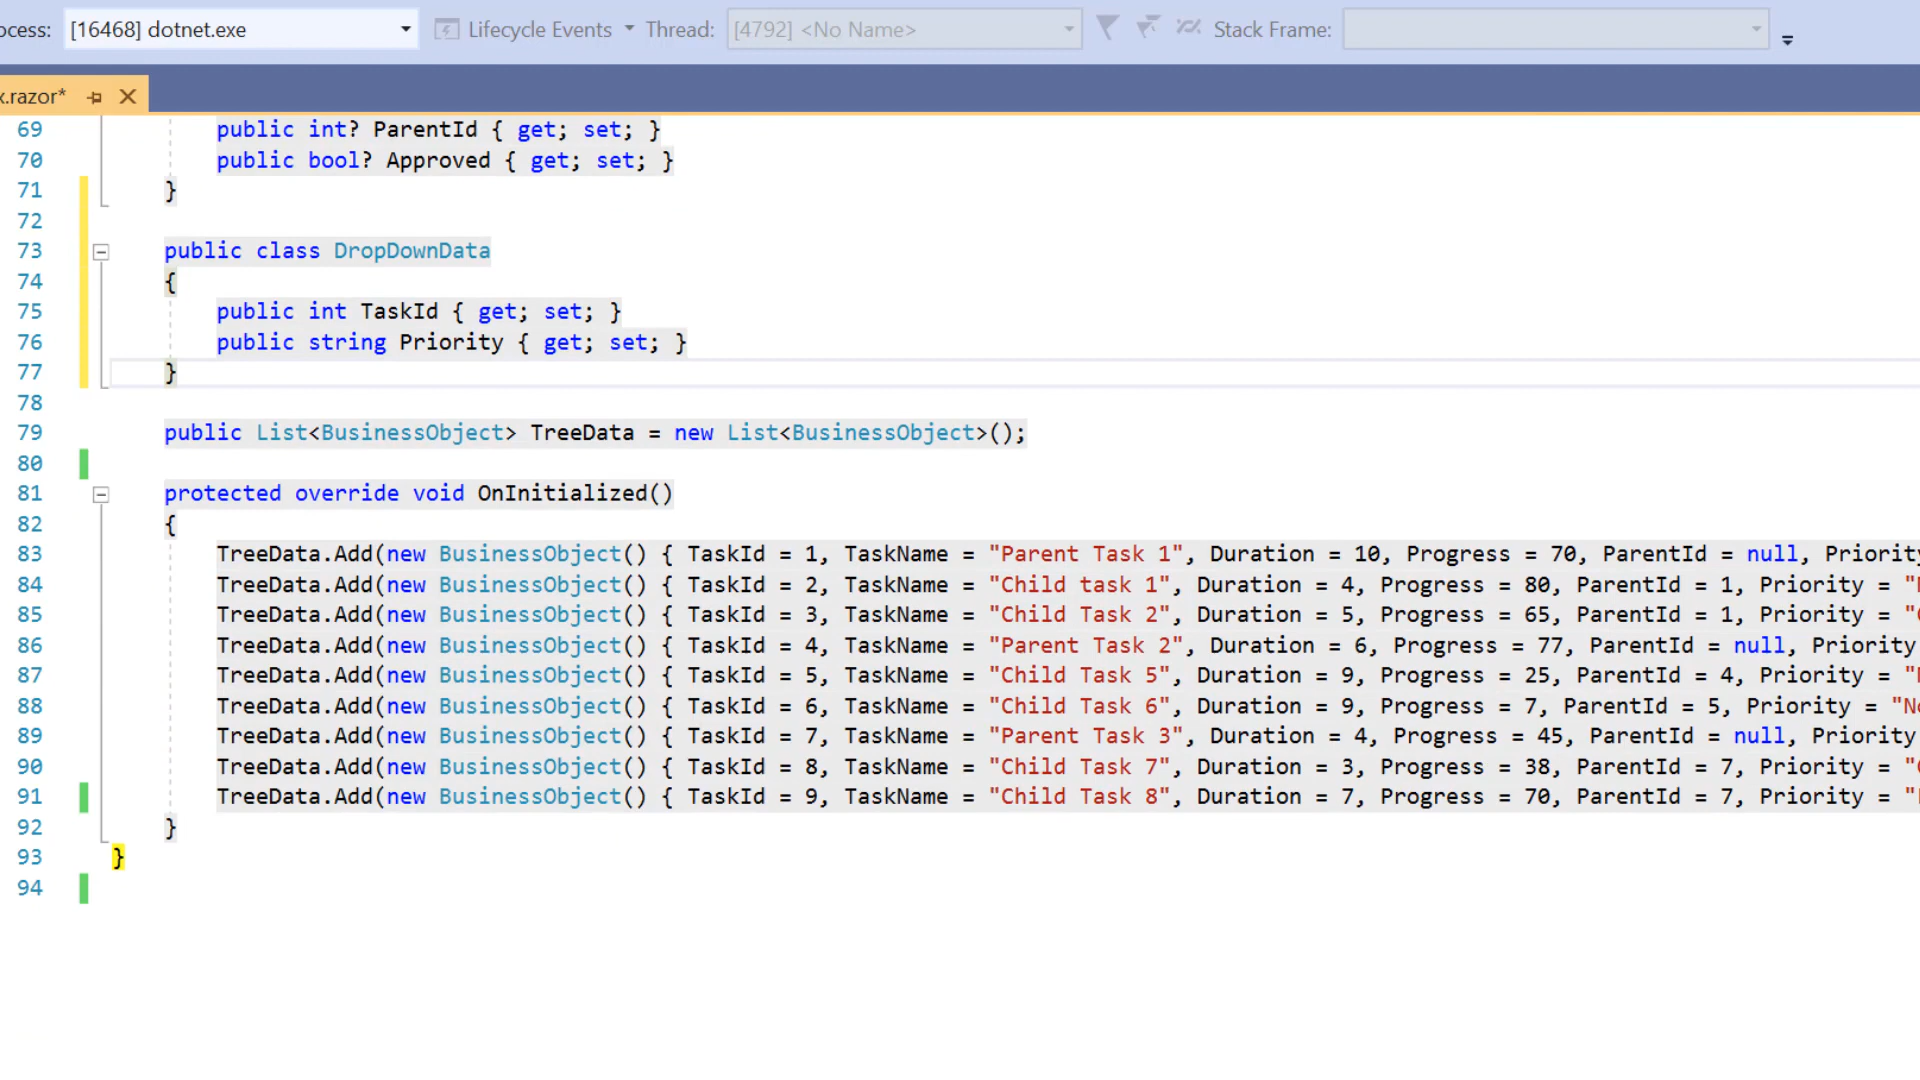 ocess: [16468] dotnet.exe Lifecycle Events Thread: [4792] <No Name> Stack Frame:
x.razor*
69 public int? ParentId { get; set; }
70 public bool? Approved { get; set; }
71 }
72
73 public class DropDownData
74 {
75 public int TaskId { get; set; }
76 public string Priority { get; set; }
77 }
78
79 public List<BusinessObject> TreeData = new List<BusinessObject>();
80
81 protected override void OnInitialized()
82 {
83 TreeData.Add(new BusinessObject() { TaskId = 1, TaskName = "Parent Task 1", Duration = 10, Progress = 70, ParentId = null, Priority
84 TreeData.Add(new BusinessObject() { TaskId = 2, TaskName = "Child task 1", Duration = 4, Progress = 80, ParentId = 1, Priority = "
85 TreeData.Add(new BusinessObject() { TaskId = 3, TaskName = "Child Task 2", Duration = 5, Progress = 65, ParentId = 1, Priority = "
86 TreeData.Add(new BusinessObject() { TaskId = 4, TaskName = "Parent Task 2", Duration = 6, Progress = 77, ParentId = null, Priority
87 TreeData.Add(new BusinessObject() { TaskId = 5, TaskName = "Child Task 5", Duration = 9, Progress = 25, ParentId = 4, Priority = "
88 TreeData.Add(new BusinessObject() { TaskId = 6, TaskName = "Child Task 6", Duration = 9, Progress = 7, ParentId = 5, Priority = "No
89 TreeData.Add(new BusinessObject() { TaskId = 7, TaskName = "Parent Task 3", Duration = 4, Progress = 45, ParentId = null, Priority
90 TreeData.Add(new BusinessObject() { TaskId = 8, TaskName = "Child Task 7", Duration = 3, Progress = 38, ParentId = 7, Priority = "
91 TreeData.Add(new BusinessObject() { TaskId = 9, TaskName = "Child Task 8", Duration = 7, Progress = 70, ParentId = 7, Priority = "
92 }
93 }
94